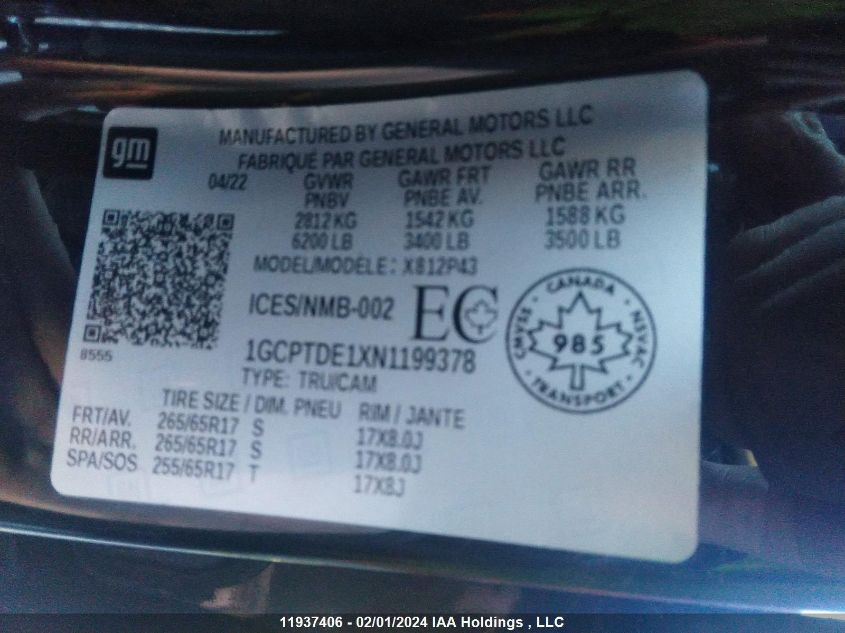 gm
MANUFACTURED BY GENERAL MOTORS LLC
FABRIQUÉ PAR GENERAL MOTORS LLC
04/22 GVWR GAWR FRT GAWR RR
PNBV PNBE AV. PNBE ARR.
2812 KG 1542 KG 1588 KG
6200 LB 3400 LB 3500 LB
MODEL/MODÈLE: X812P43
ICES/NMB-002 EC
CANADA
CMVSS 985 NSVAC
TRANSPORT
8555
1GCPTDE1XN1199378
TYPE: TRU/CAM
TIRE SIZE / DIM. PNEU RIM / JANTE
FRT/AV. 265/65R17 S 17X8.0J
RR/ARR. 265/65R17 S 17X8.0J
SPA/SOS 255/65R17 T 17X8J
11937406 - 02/01/2024 IAA Holdings , LLC